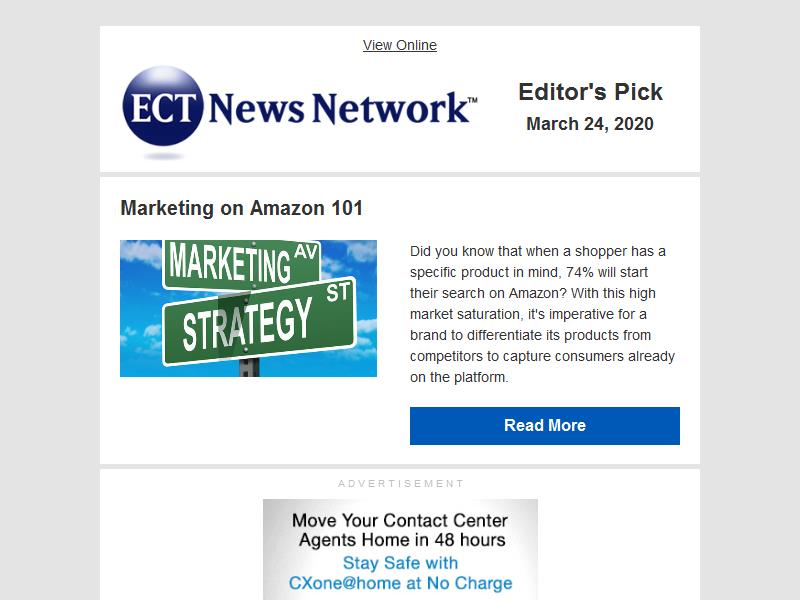 View Online
ECT News Network™
Editor's Pick
March 24, 2020
Marketing on Amazon 101
MARKETING AV
STRATEGY ST
Did you know that when a shopper has a
specific product in mind, 74% will start
their search on Amazon? With this high
market saturation, it's imperative for a
brand to differentiate its products from
competitors to capture consumers already
on the platform.
Read More
ADVERTISEMENT
Move Your Contact Center
Agents Home in 48 hours
Stay Safe with
CXone@home at No Charge